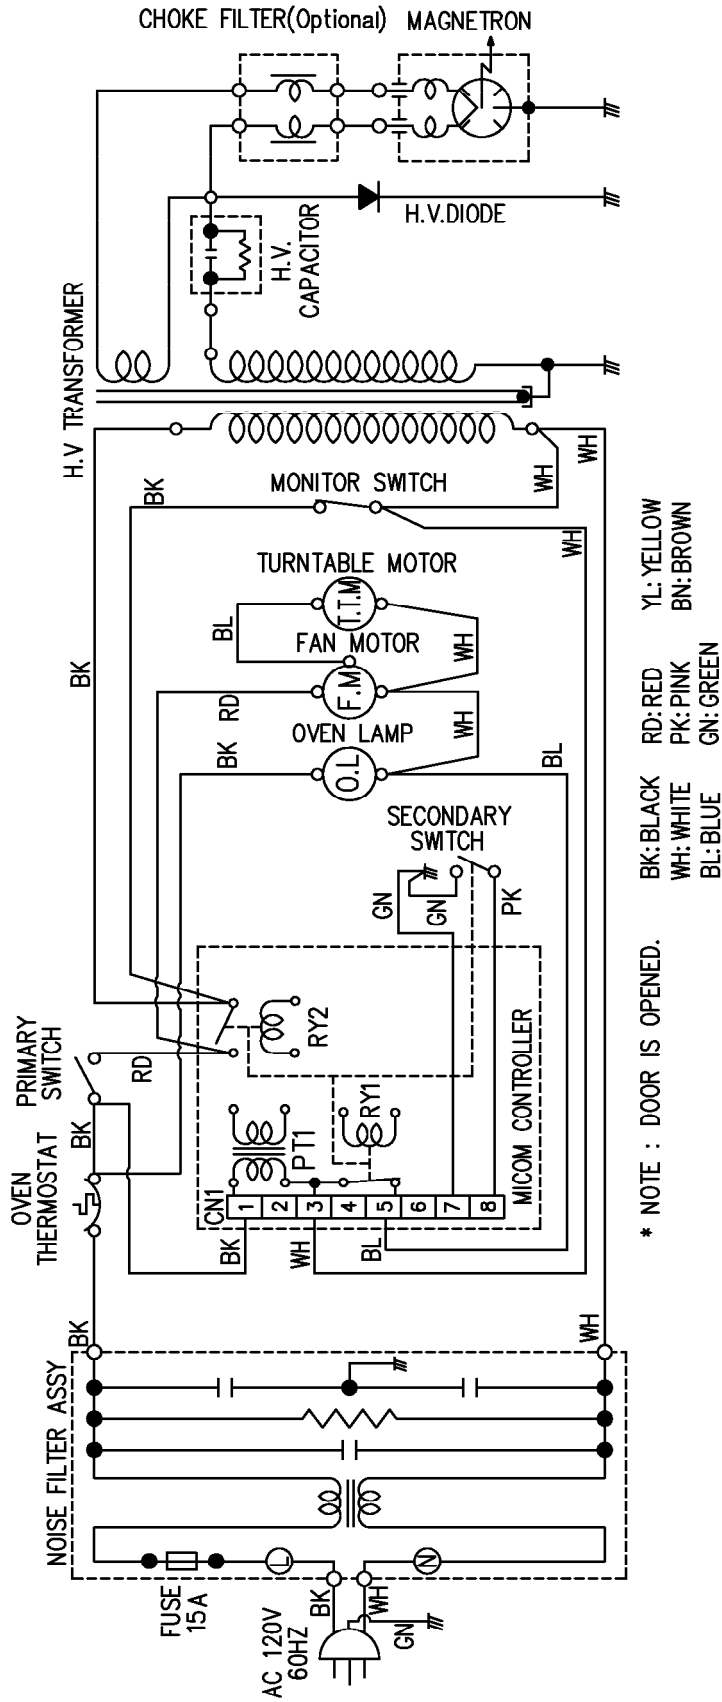 CHOKE FILTER(Optional)
MAGNETRON
H.V.DIODE
H.V.
CAPACITOR
H.V TRANSFORMER
BK
WH
WH
MONITOR SWITCH
WH
TURNTABLE MOTOR
T.T.M
BL
FAN MOTOR
WH
BK
F.M
RD
OVEN LAMP
WH
BK
O.L
BL
SECONDARY
SWITCH
GN
GN
PK
PRIMARY
SWITCH
RD
RY2
BK
RY1
PT1
MICOM CONTROLLER
OVEN
THERMOSTAT
CN1
1
2
3
4
5
6
7
8
BK
WH
BL
BK
WH
NOISE FILTER ASSY
L
N
FUSE
15A
BK
WH
GN
AC 120V
60HZ
* NOTE : DOOR IS OPENED.
BK:BLACK
RD:RED
YL:YELLOW
WH:WHITE
PK:PINK
BN:BROWN
BL:BLUE
GN:GREEN